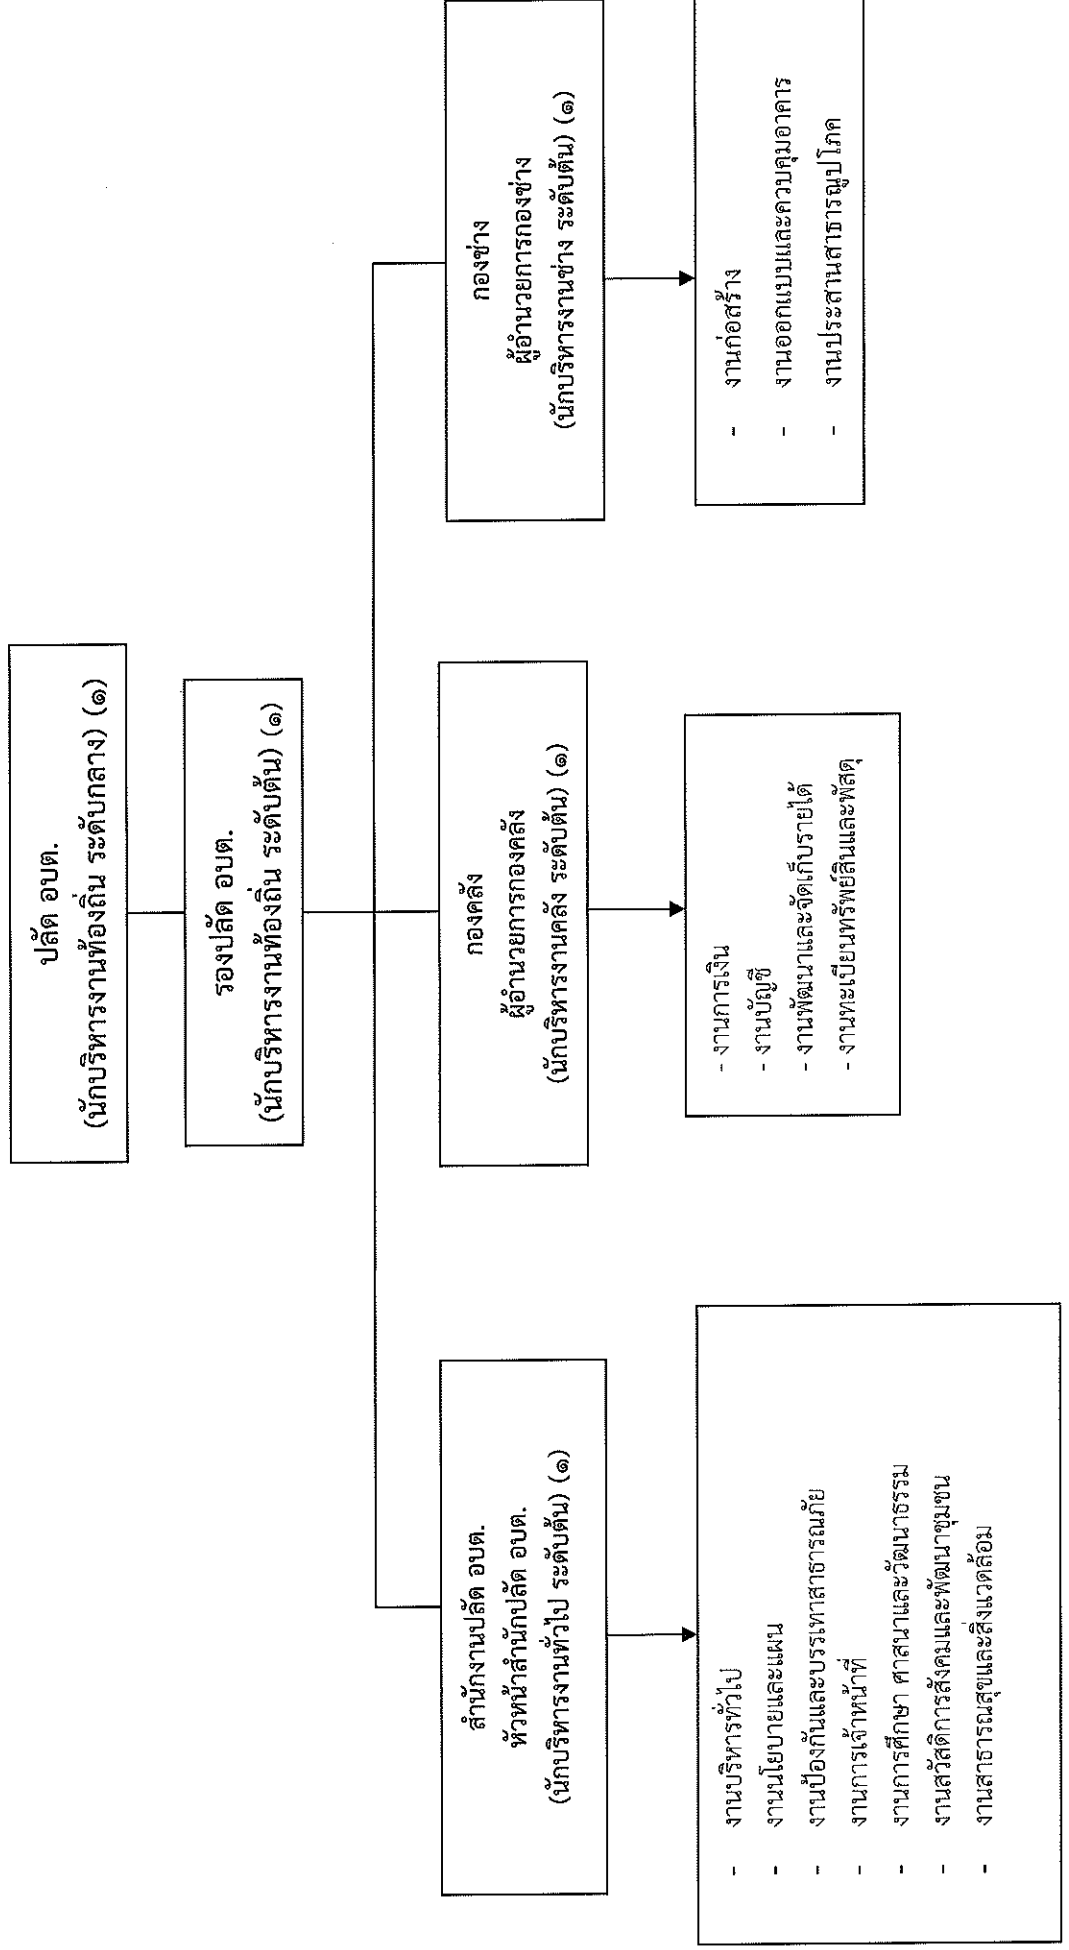 ปลัด อบต.
(นักบริหารงานท้องถิ่น ระดับกลาง) (๑)
รองปลัด อบต.
(นักบริหารงานท้องถิ่น ระดับต้น) (๑)
สำนักงานปลัด อบต.
หัวหน้าสำนักปลัด อบต.
(นักบริหารงานทั่วไป ระดับต้น) (๑)
- งานบริหารทั่วไป
- งานนโยบายและแผน
- งานป้องกันและบรรเทาสาธารณภัย
- งานการเจ้าหน้าที่
- งานการศึกษา ศาสนาและวัฒนาธรรม
- งานสวัสดิการสังคมและพัฒนาชุมชน
- งานสาธารณสุขและสิ่งแวดล้อม
กองคลัง
ผู้อำนวยการกองคลัง
(นักบริหารงานคลัง ระดับต้น) (๑)
- งานการเงิน
- งานบัญชี
- งานพัฒนาและจัดเก็บรายได้
- งานทะเบียนทรัพย์สินและพัสดุ
กองช่าง
ผู้อำนวยการกองช่าง
(นักบริหารงานช่าง ระดับต้น) (๑)
- งานก่อสร้าง
- งานออกแบบและควบคุมอาคาร
- งานประสานสาธารณูปโภค